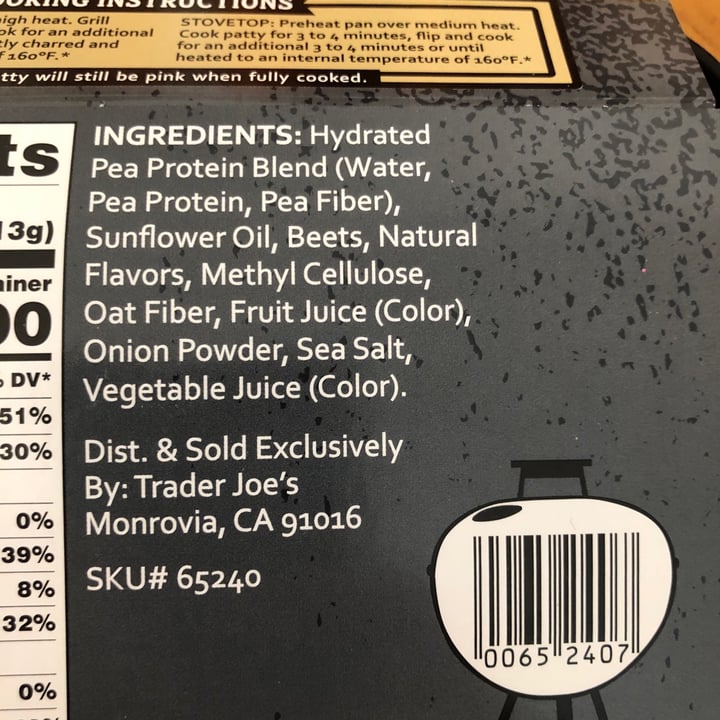 COOKING INSTRUCTIONS
high heat. Grill
ok for an additional
tly charred and
f 160°F.*
STOVETOP: Preheat pan over medium heat.
Cook patty for 3 to 4 minutes, flip and cook
for an additional 3 to 4 minutes or until
heated to an internal temperature of 160°F.*
tty will still be pink when fully cooked.
ts
13g)
ainer
00
% DV*
51%
30%
0%
39%
8%
32%
0%
INGREDIENTS: Hydrated
Pea Protein Blend (Water,
Pea Protein, Pea Fiber),
Sunflower Oil, Beets, Natural
Flavors, Methyl Cellulose,
Oat Fiber, Fruit Juice (Color),
Onion Powder, Sea Salt,
Vegetable Juice (Color).
Dist. & Sold Exclusively
By: Trader Joe's
Monrovia, CA 91016
SKU# 65240
0065 2407